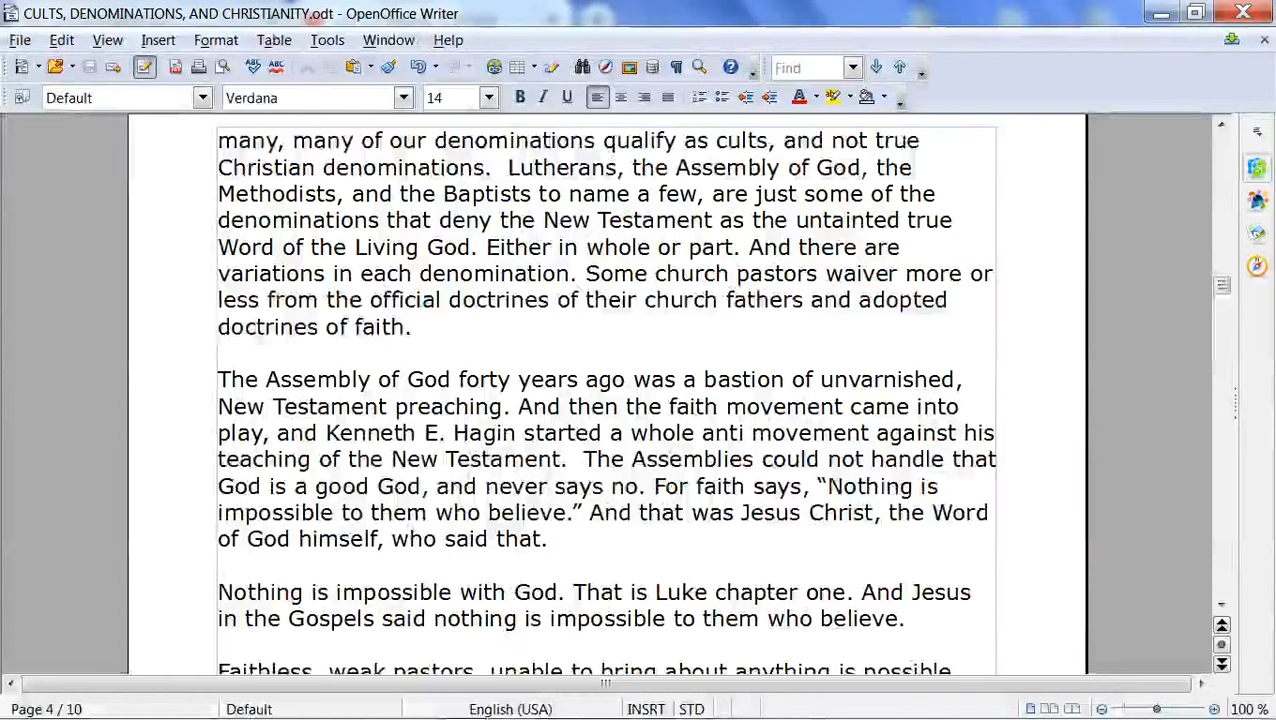 CULTS, DENOMINATIONS, AND CHRISTIANITY.odt - OpenOffice Writer
File Edit View Insert Format Table Tools Window Help
Find
Default Verdana 14
many, many of our denominations qualify as cults, and not true
Christian denominations.  Lutherans, the Assembly of God, the
Methodists, and the Baptists to name a few, are just some of the
denominations that deny the New Testament as the untainted true
Word of the Living God. Either in whole or part. And there are
variations in each denomination. Some church pastors waiver more or
less from the official doctrines of their church fathers and adopted
doctrines of faith.
The Assembly of God forty years ago was a bastion of unvarnished,
New Testament preaching. And then the faith movement came into
play, and Kenneth E. Hagin started a whole anti movement against his
teaching of the New Testament.  The Assemblies could not handle that
God is a good God, and never says no. For faith says, “Nothing is
impossible to them who believe.” And that was Jesus Christ, the Word
of God himself, who said that.
Nothing is impossible with God. That is Luke chapter one. And Jesus
in the Gospels said nothing is impossible to them who believe.
Faithless, weak pastors, unable to bring about anything is possible
Page 4 / 10 Default English (USA) INSRT STD 100 %